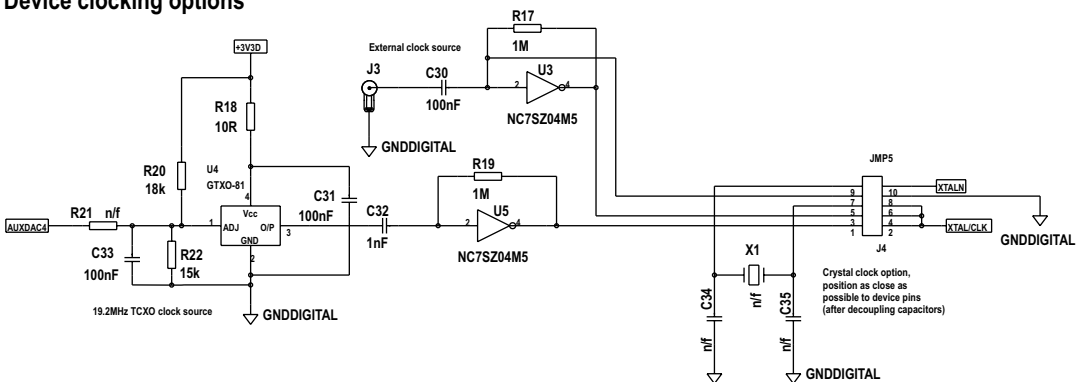 Device clocking options
R17
1M
+3V3D
External clock source
J3
C30
100nF
U3
2
4
NC7SZ04M5
R18
10R
GNDDIGITAL
R20
18k
U4
GTXO-81
4
R19
1M
JMP5
C31
100nF
C32
1nF
U5
2
4
NC7SZ04M5
R21
n/f
AUXDAC4
1
Vcc
ADJ
O/P
GND
3
2
C33
100nF
R22
15k
9
7
5
3
1
10
8
6
4
2
XTALN
XTAL/CLK
GNDDIGITAL
J4
X1
n/f
C34
n/f
C35
n/f
Crystal clock option,
position as close as
possible to device pins
(after decoupling capacitors)
19.2MHz TCXO clock source
GNDDIGITAL
GNDDIGITAL